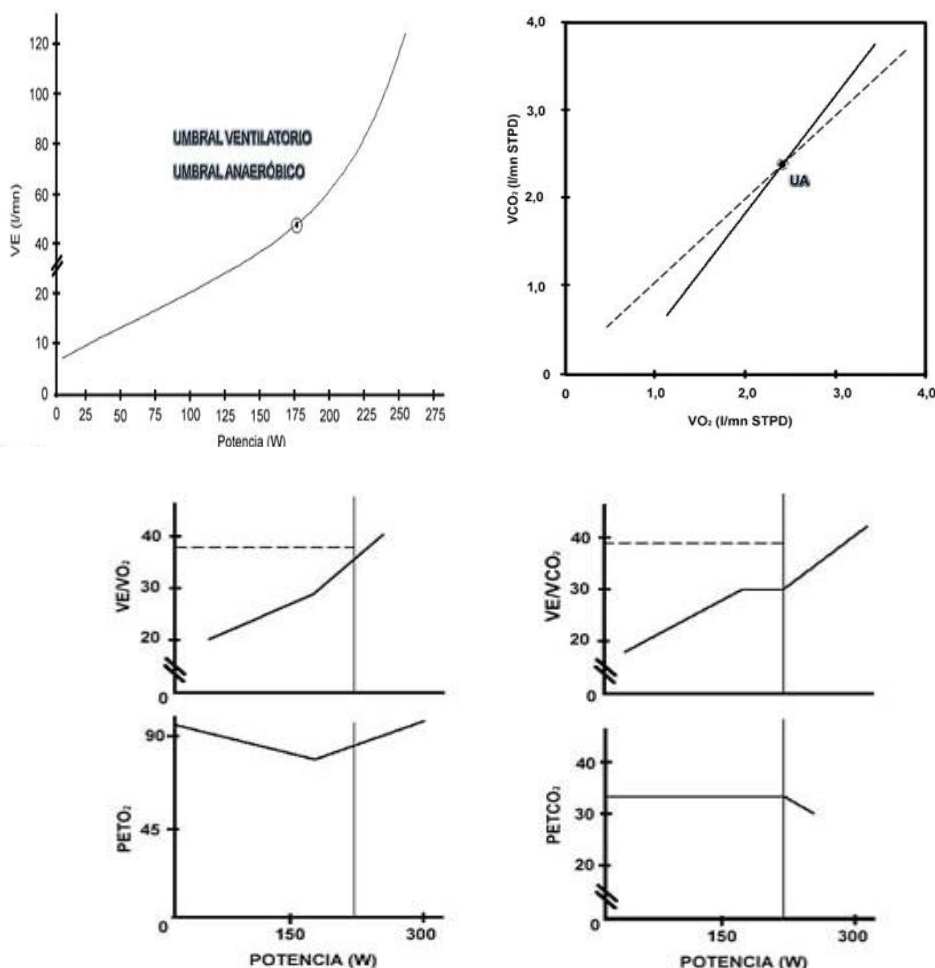 120
100
80
60
40
20
10
0
VE (l/mn)
UMBRAL VENTILATORIO
UMBRAL ANAERÓBICO
0 25 50 75 100 125 150 175 200 225 250 275
Potencia (W)
4,0
3,0
2,0
1,0
0
VCO₂ (l/mn STPD)
UA
0 1,0 2,0 3,0 4,0
VO₂ (l/mn STPD)
40
30
20
0
VE/VO₂
40
30
20
0
VE/VCO₂
90
45
0
PETO₂
150 300
POTENCIA (W)
40
30
20
0
PETCO₂
150 300
POTENCIA (W)